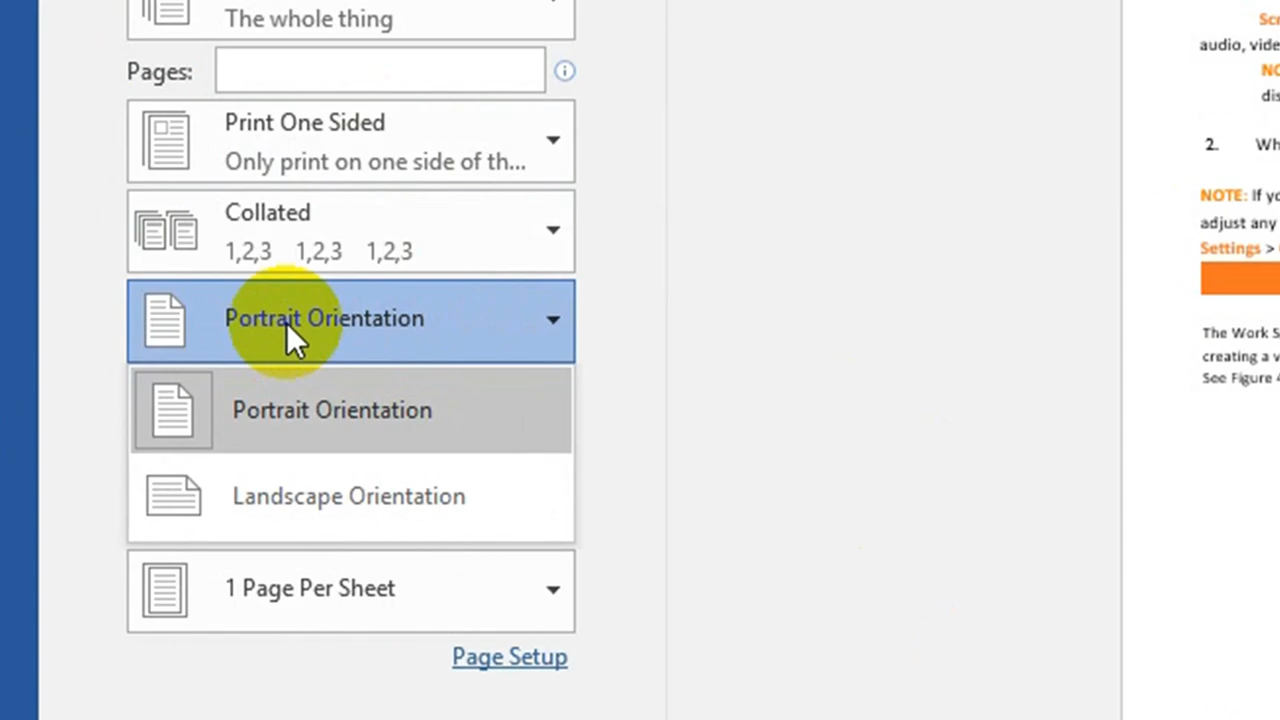 The whole thing
Pages:
Print One Sided
Only print on one side of th...
Collated
1,2,3 1,2,3 1,2,3
Portrait Orientation
Portrait Orientation
Landscape Orientation
1 Page Per Sheet
Page Setup
audio, vide
2. Wh
NOTE: If yo
adjust any
Settings >
The Work S
creating a v
See Figure 4